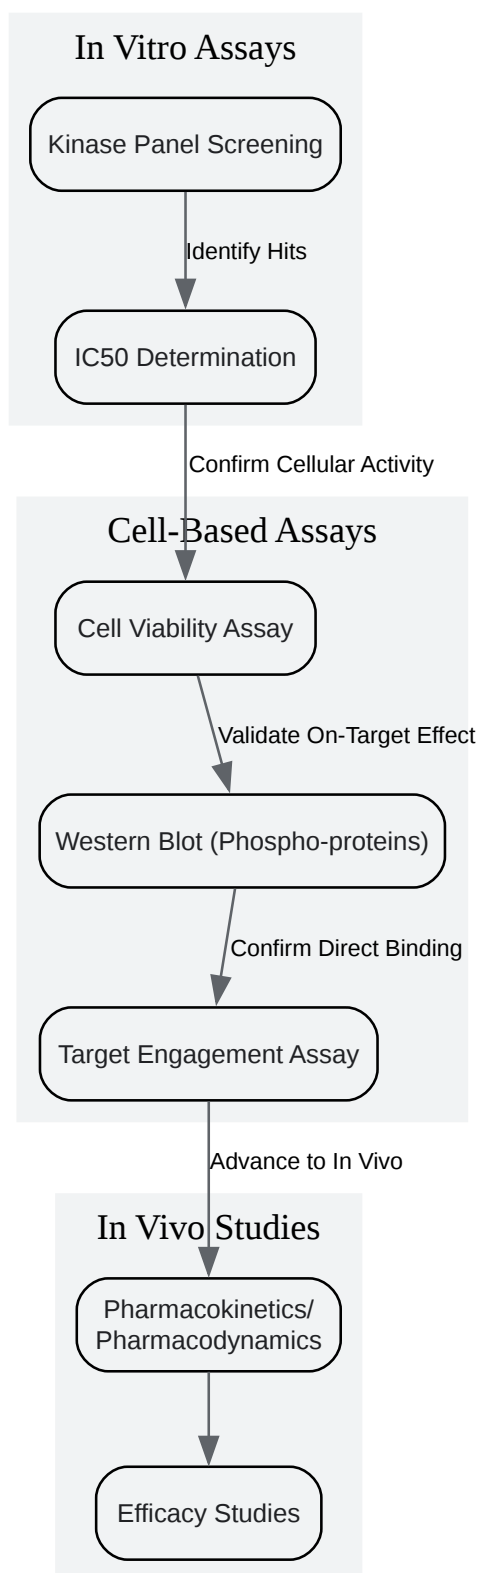 In Vitro Assays
Kinase Panel Screening
Identify Hits
IC50 Determination
Confirm Cellular Activity
Cell-Based Assays
Cell Viability Assay
Validate On-Target Effect
Western Blot (Phospho-proteins)
Confirm Direct Binding
Target Engagement Assay
Advance to In Vivo
In Vivo Studies
Pharmacokinetics/
Pharmacodynamics
Efficacy Studies